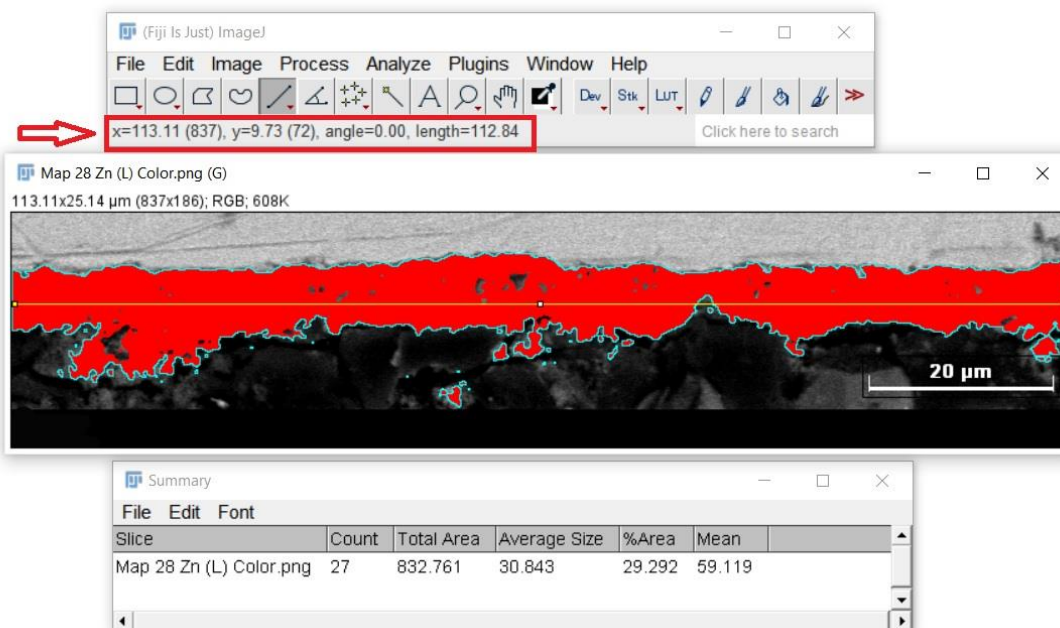 (Fiji Is Just) ImageJ
File Edit Image Process Analyze Plugins Window Help
A Dev Stk LUT >>
x=113.11 (837), y=9.73 (72), angle=0.00, length=112.84
Click here to search
Map 28 Zn (L) Color.png (G)
113.11x25.14 µm (837x186); RGB; 608K
20 µm
Summary
File Edit Font
Slice Count Total Area Average Size %Area Mean
Map 28 Zn (L) Color.png 27 832.761 30.843 29.292 59.119